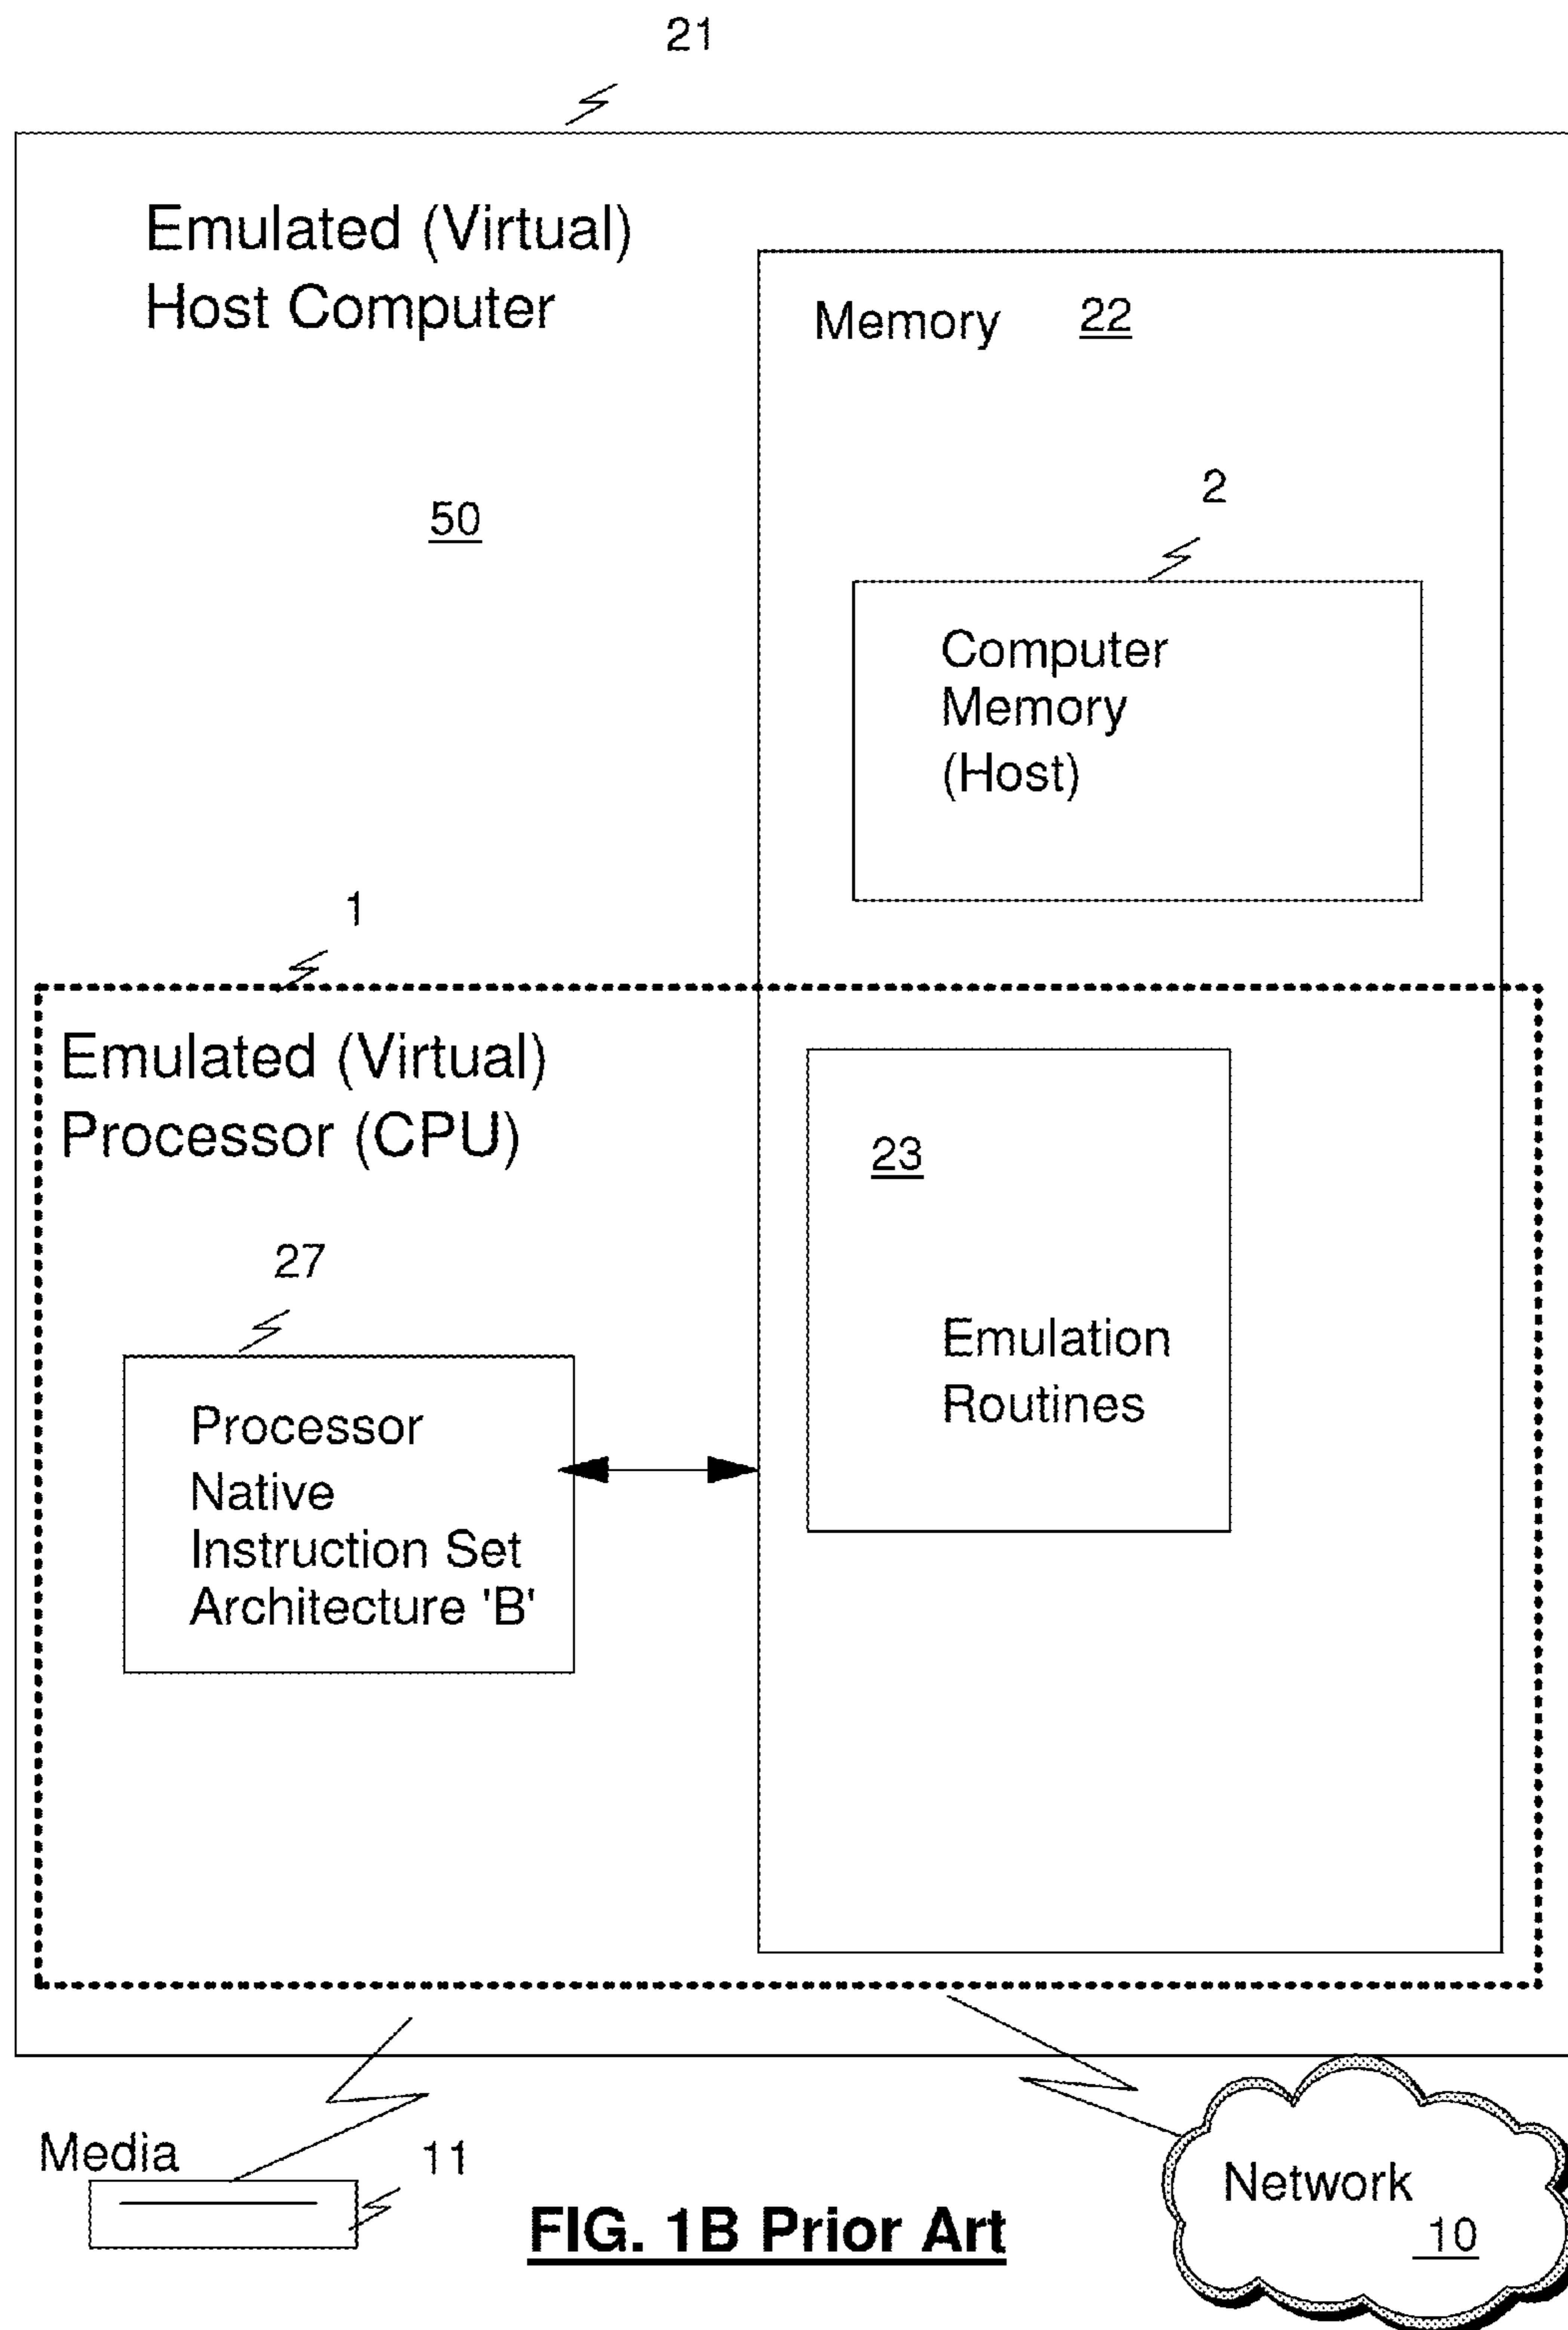 21
Emulated (Virtual)
Host Computer
50
Memory 22
2
Computer
Memory
(Host)
1
Emulated (Virtual)
Processor (CPU)
23
Emulation
Routines
27
Processor
Native
Instruction Set
Architecture 'B'
Media
11
FIG. 1B Prior Art
Network
10